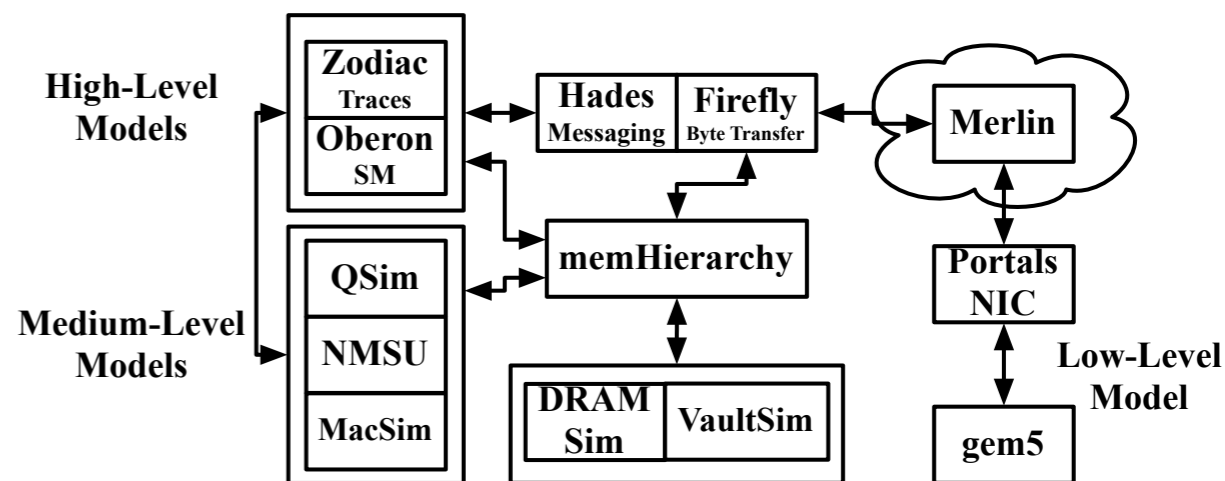 High-Level
Models
Zodiac
Traces
Oberon
SM
Hades
Messaging
Firefly
Byte Transfer
Merlin
memHierarchy
Portals
NIC
Medium-Level
Models
QSim
NMSU
MacSim
DRAM
Sim
VaultSim
Low-Level
Model
gem5